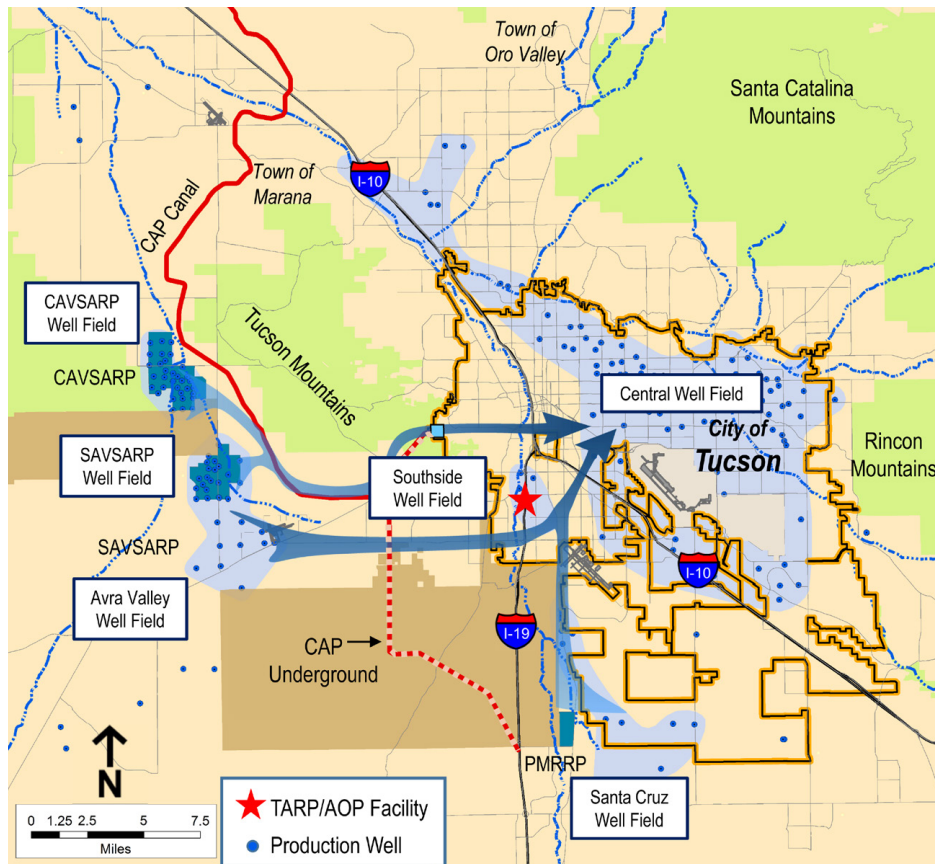 Town of
Oro Valley
Santa Catalina
Mountains
I-10
Town of
Marana
CAP Canal
CAVSARP
Well Field
Tucson Mountains
CAVSARP
Central Well Field
City of
Tucson
Rincon
Mountains
SAVSARP
Well Field
Southside
Well Field
SAVSARP
I-10
Avra Valley
Well Field
I-19
CAP
Underground
N
PMRRP
Santa Cruz
Well Field
TARP/AOP Facility
Production Well
0 1.25 2.5 5 7.5
Miles